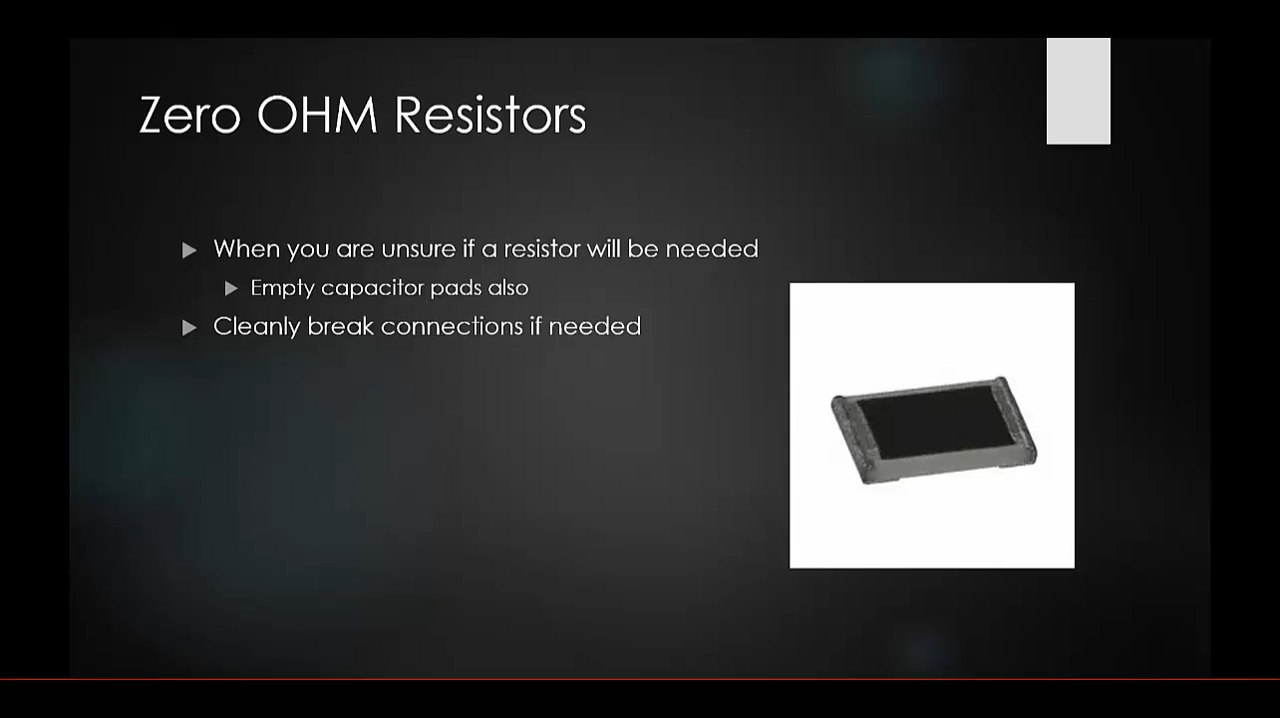 Zero OHM Resistors
When you are unsure if a resistor will be needed
Empty capacitor pads also
Cleanly break connections if needed